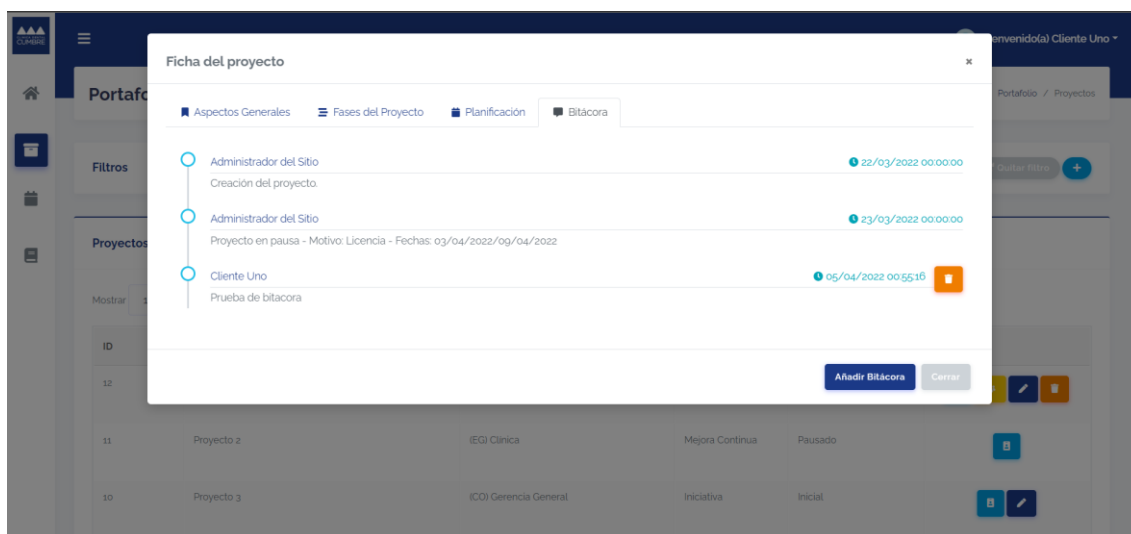 CUMBRE
envenido(a) Cliente Uno
Ficha del proyecto
×
Portafo
Portafolio / Proyectos
Aspectos Generales
Fases del Proyecto
Planificación
Bitácora
Filtros
Quitar filtro
+
Administrador del Sitio
22/03/2022 00:00:00
Creación del proyecto.
Administrador del Sitio
23/03/2022 00:00:00
Proyecto en pausa - Motivo: Licencia - Fechas: 03/04/2022/09/04/2022
Proyectos
Cliente Uno
05/04/2022 00:55:16
Prueba de bitacora
Mostrar 1
ID
Añadir Bitácora
Cerrar
12
11 Proyecto 2 (EG) Clínica Mejora Continua Pausado
10 Proyecto 3 (CO) Gerencia General Iniciativa Inicial